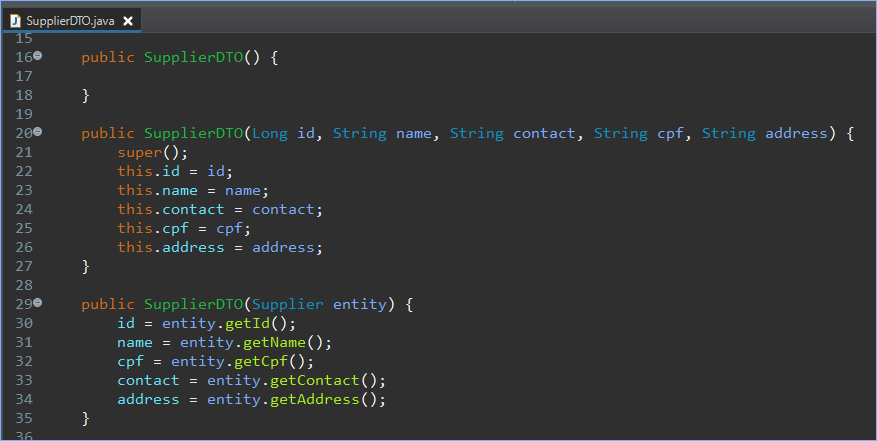 SupplierDTO.java
15
16 public SupplierDTO() {
17
18 }
19
20 public SupplierDTO(Long id, String name, String contact, String cpf, String address) {
21 super();
22 this.id = id;
23 this.name = name;
24 this.contact = contact;
25 this.cpf = cpf;
26 this.address = address;
27 }
28
29 public SupplierDTO(Supplier entity) {
30 id = entity.getId();
31 name = entity.getName();
32 cpf = entity.getCpf();
33 contact = entity.getContact();
34 address = entity.getAddress();
35 }
36